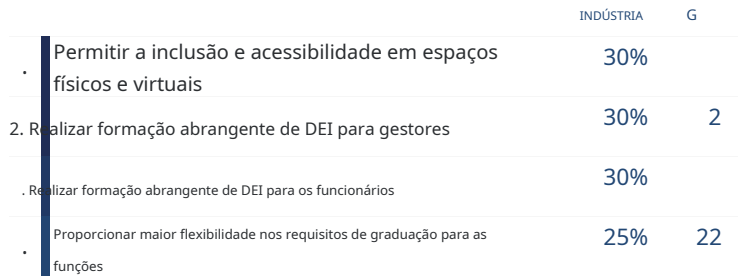 INDÚSTRIA G
. Permitir a inclusão e acessibilidade em espaços 30%
físicos e virtuais
2. Realizar formação abrangente de DEI para gestores 30% 2
. Realizar formação abrangente de DEI para os funcionários 30%
. Proporcionar maior flexibilidade nos requisitos de graduação para as 25% 22
funções